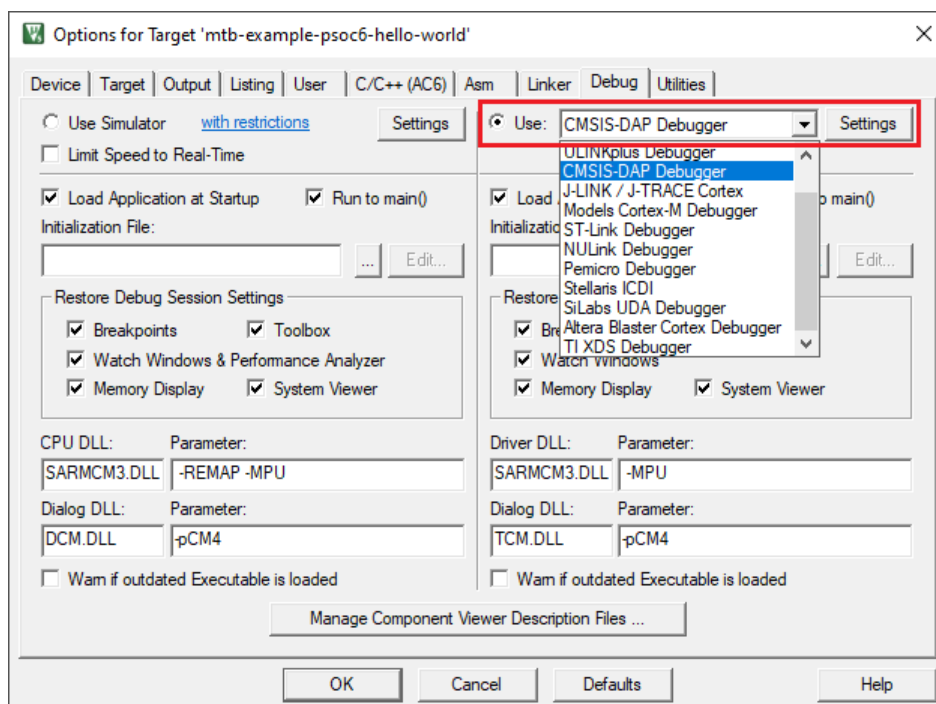 Options for Target 'mtb-example-psoc6-hello-world'
Device Target Output Listing User C/C++ (AC6) Asm Linker Debug Utilities
Use Simulator with restrictions Settings
Limit Speed to Real-Time
Load Application at Startup Run to main()
Initialization File:
... Edit...
Restore Debug Session Settings
Breakpoints Toolbox
Watch Windows & Performance Analyzer
Memory Display System Viewer
CPU DLL: Parameter:
SARMCM3.DLL -REMAP -MPU
Dialog DLL: Parameter:
DCM.DLL -pCM4
Warn if outdated Executable is loaded
Use: CMSIS-DAP Debugger Settings
ULINKplus Debugger
CMSIS-DAP Debugger
J-LINK / J-TRACE Cortex
Models Cortex-M Debugger
ST-Link Debugger
NULink Debugger
Pemicro Debugger
Stellaris ICDI
SiLabs UDA Debugger
Altera Blaster Cortex Debugger
TI XDS Debugger
Load main()
Edit...
Restore
Watch Windows
Memory Display System Viewer
Driver DLL: Parameter:
SARMCM3.DLL -MPU
Dialog DLL: Parameter:
TCM.DLL -pCM4
Warn if outdated Executable is loaded
Manage Component Viewer Description Files ...
OK Cancel Defaults Help